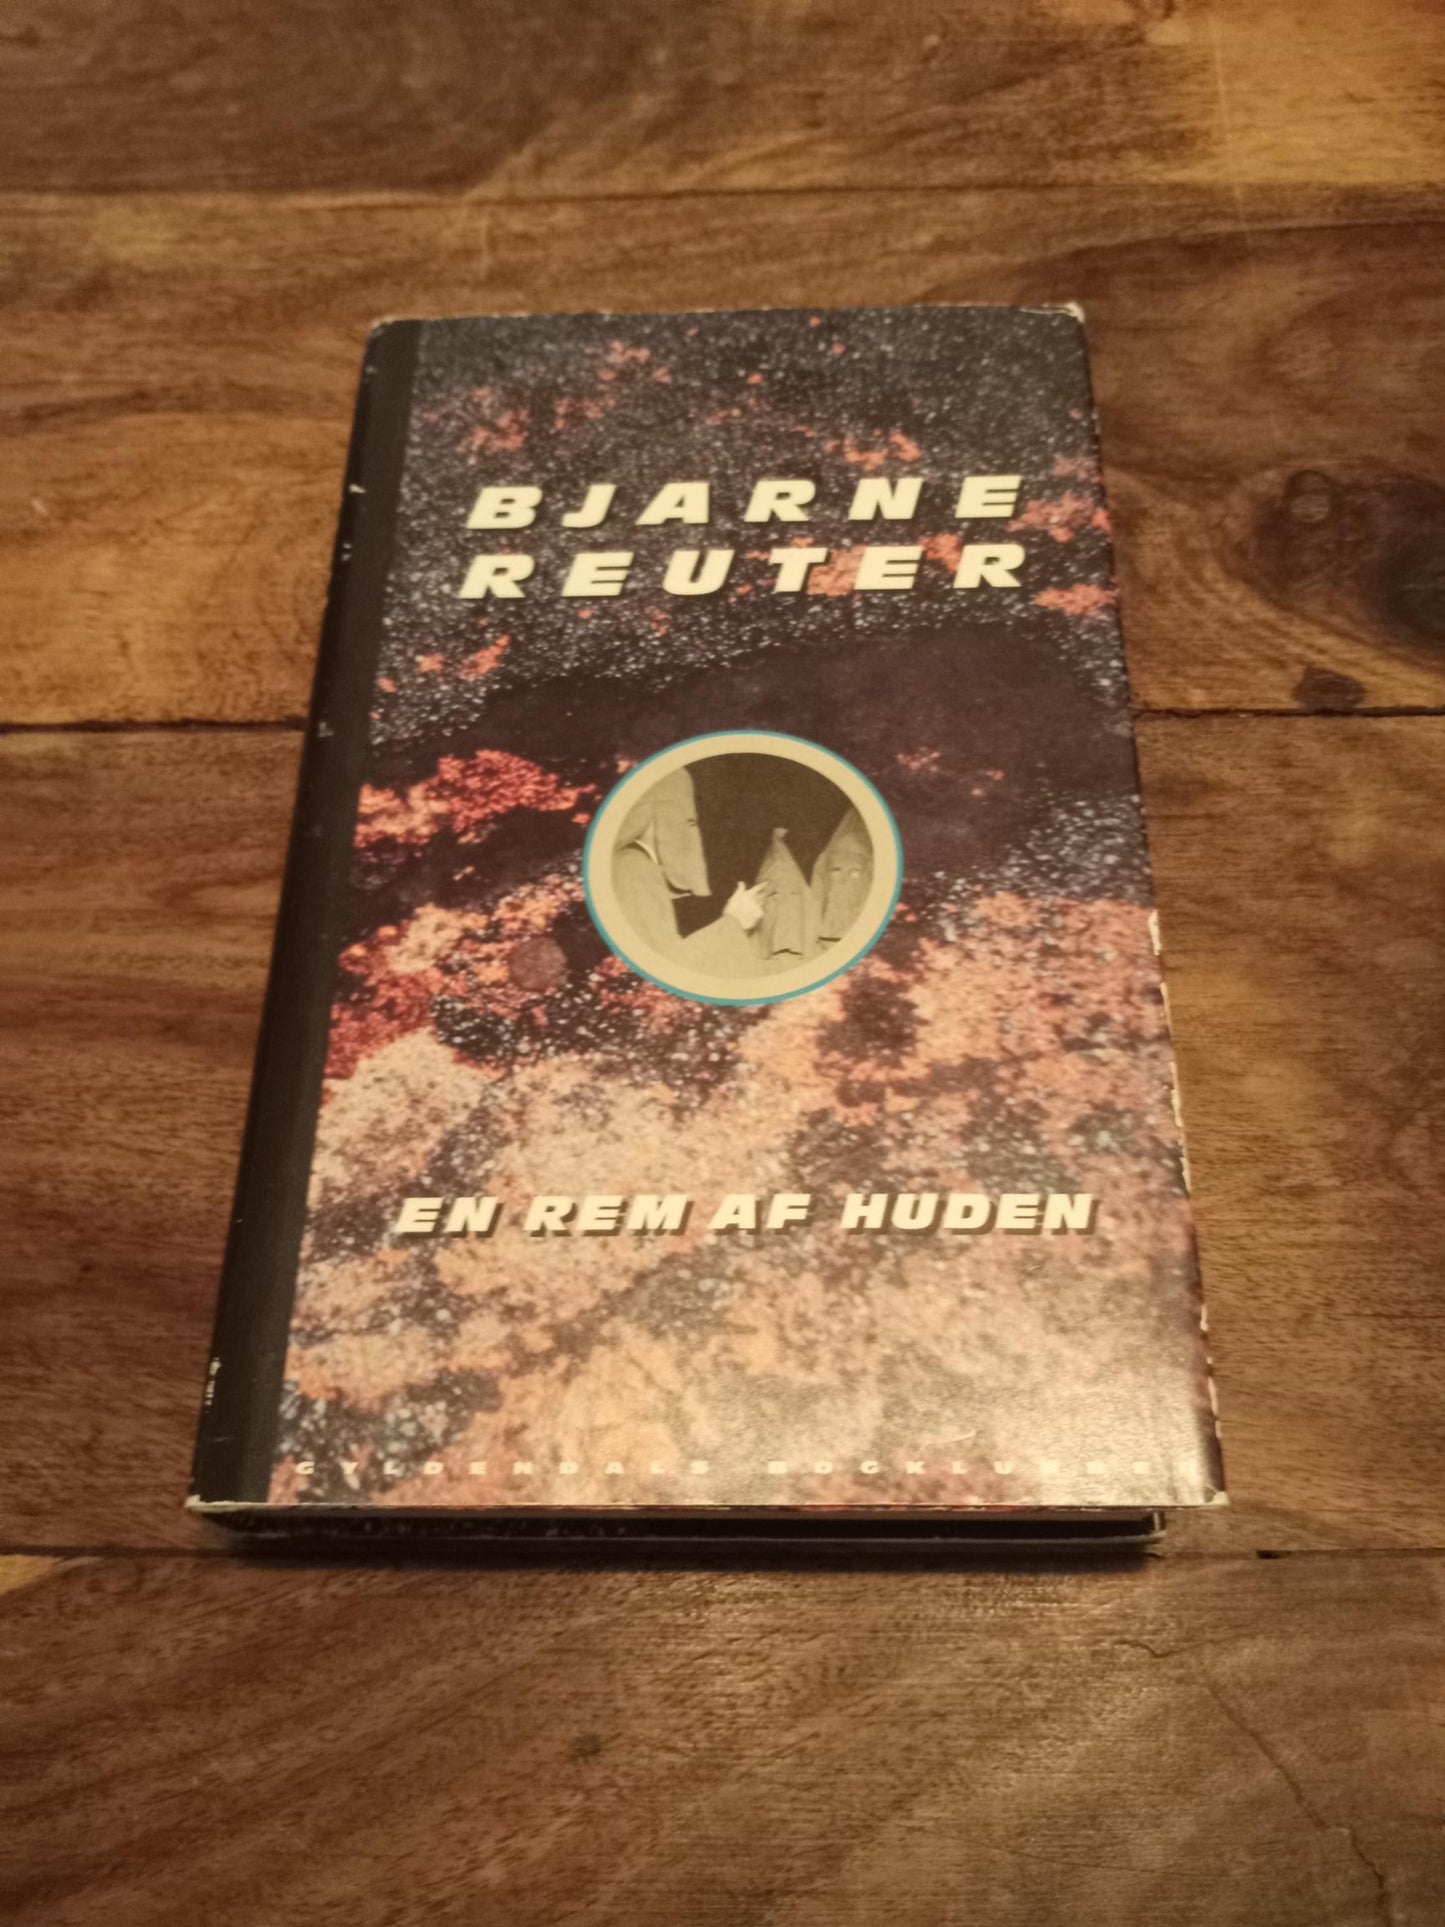 BJARNE
REUTER
EN REM AF HUDEN
GYLDENDALS BOGKLUBBER